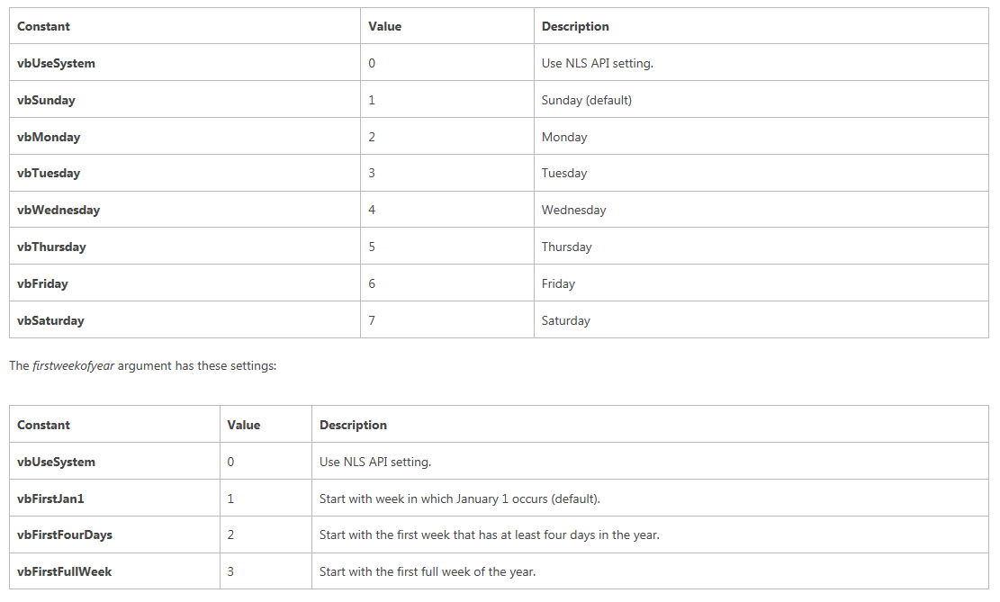 Constant Value Description
vbUseSystem 0 Use NLS API setting.
vbSunday 1 Sunday (default)
vbMonday 2 Monday
vbTuesday 3 Tuesday
vbWednesday 4 Wednesday
vbThursday 5 Thursday
vbFriday 6 Friday
vbSaturday 7 Saturday
The firstweekofyear argument has these settings:
Constant Value Description
vbUseSystem 0 Use NLS API setting.
vbFirstJan1 1 Start with week in which January 1 occurs (default).
vbFirstFourDays 2 Start with the first week that has at least four days in the year.
vbFirstFullWeek 3 Start with the first full week of the year.